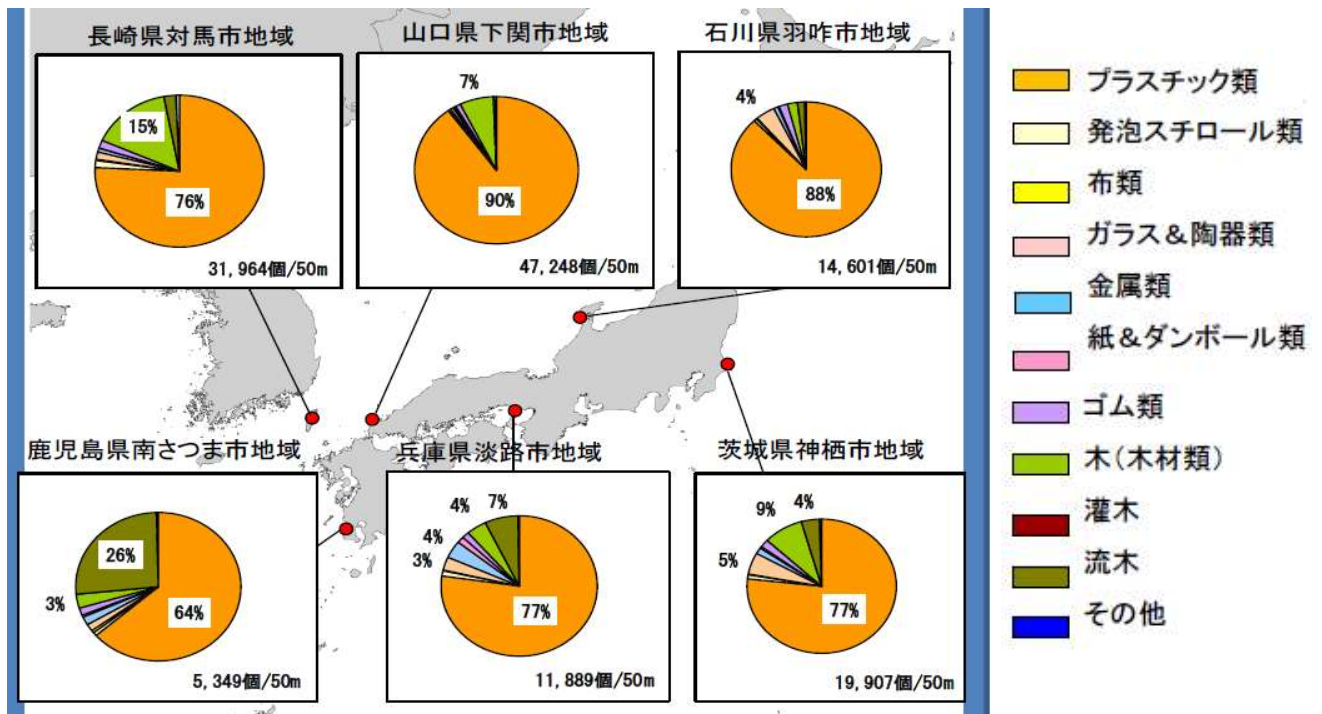 長崎県対馬市地域
15%
76%
31,964個/50m
山口県下関市地域
7%
90%
47,248個/50m
石川県羽咋市地域
4%
88%
14,601個/50m
鹿児島県南さつま市地域
26%
3%
64%
5,349個/50m
兵庫県淡路市地域
4%
7%
4%
3%
77%
11,889個/50m
茨城県神栖市地域
9%
4%
5%
77%
19,907個/50m
プラスチック類
発泡スチロール類
布類
ガラス&陶器類
金属類
紙&ダンボール類
ゴム類
木(木材類)
灌木
流木
その他